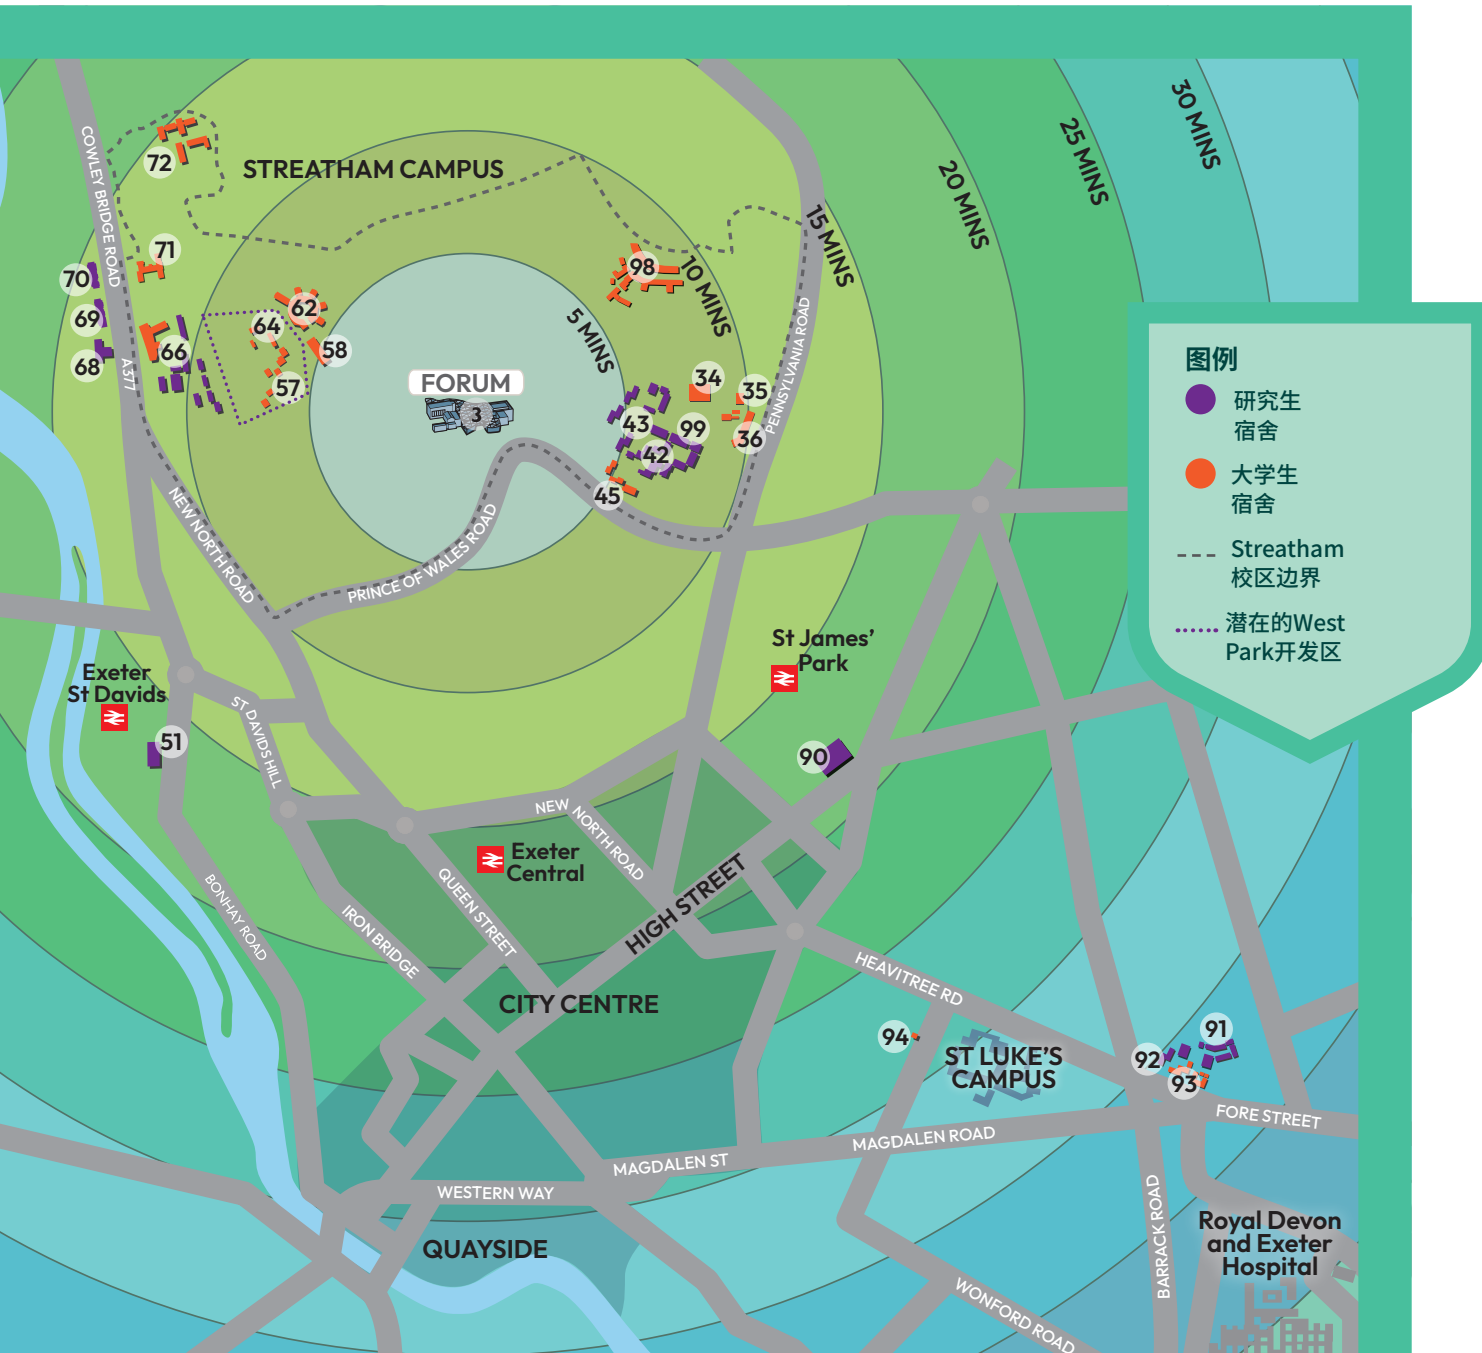 30 MINS
25 MINS
20 MINS
15 MINS
10 MINS
5 MINS
COWLEY BRIDGE ROAD
A377
72
STREATHAM CAMPUS
71
70
69
68
66
62
64
58
57
98
FORUM
3
34
35
43
99
36
42
45
PENNSYLVANIA ROAD
NEW NORTH ROAD
PRINCE OF WALES ROAD
图例
研究生
宿舍
大学生
宿舍
Streatham
校区边界
潜在的West
Park开发区
St James'
Park
Exeter
St Davids
51
ST DAVIDS HILL
90
NEW
NORTH ROAD
Exeter
Central
HIGH STREET
QUEEN STREET
IRON BRIDGE
BONHAY ROAD
CITY CENTRE
HEAVITREE RD
94
ST LUKE'S
CAMPUS
91
92
93
FORE STREET
MAGDALEN ROAD
MAGDALEN ST
WESTERN WAY
QUAYSIDE
BARRACK ROAD
Royal Devon
and Exeter
Hospital
WONFORD ROAD